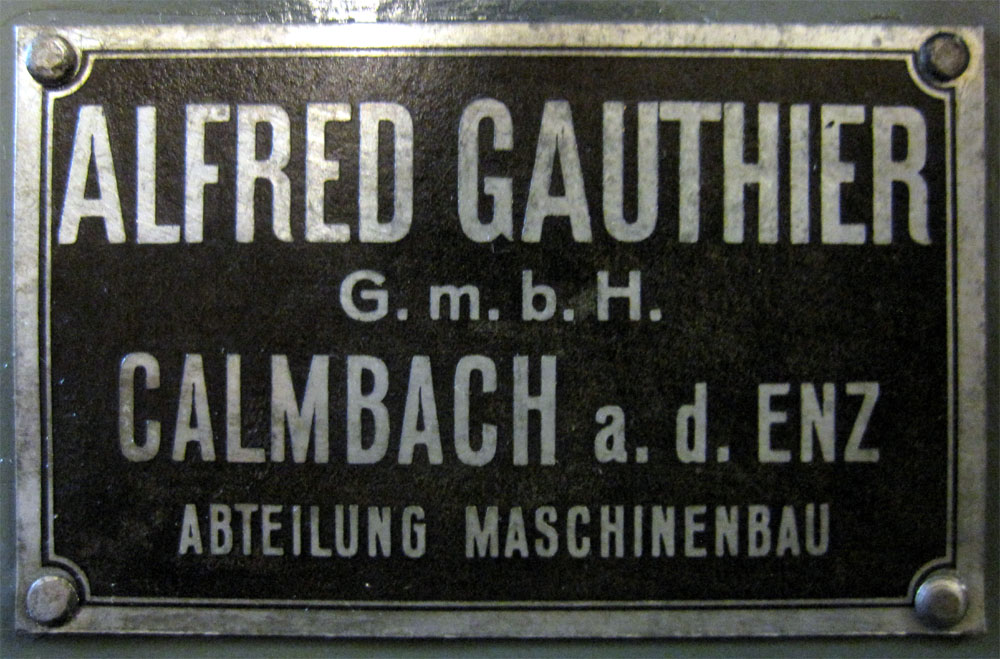 ALFRED GAUTHIER
G. m. b. H.
CALMBACH a. d. ENZ
ABTEILUNG MASCHINENBAU